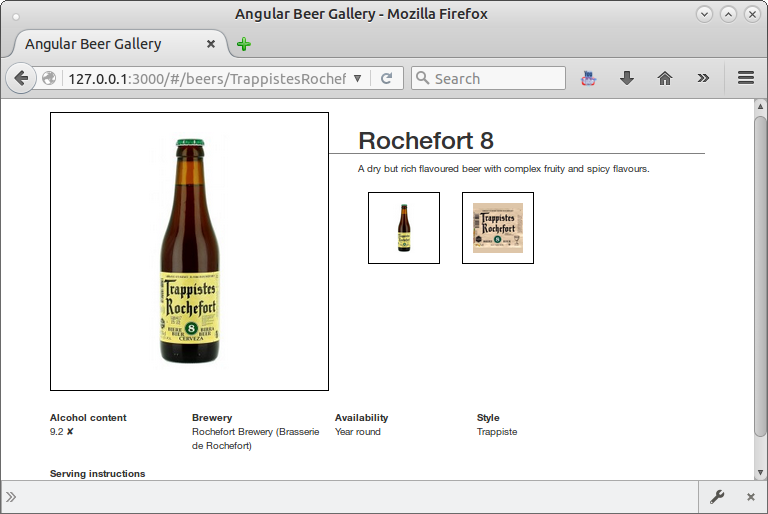 Angular Beer Gallery - Mozilla Firefox
Angular Beer Gallery
127.0.0.1:3000/#/beers/TrappistesRochef
Search
Rochefort 8
A dry but rich flavoured beer with complex fruity and spicy flavours.
Trappistes
Rochefort
8
BIERE
BIER
BIRRA
BEER
CERVEZA
Trappistes
Rochefort
8
Alcohol content
9.2 ✘
Brewery
Rochefort Brewery (Brasserie
de Rochefort)
Availability
Year round
Style
Trappiste
Serving instructions